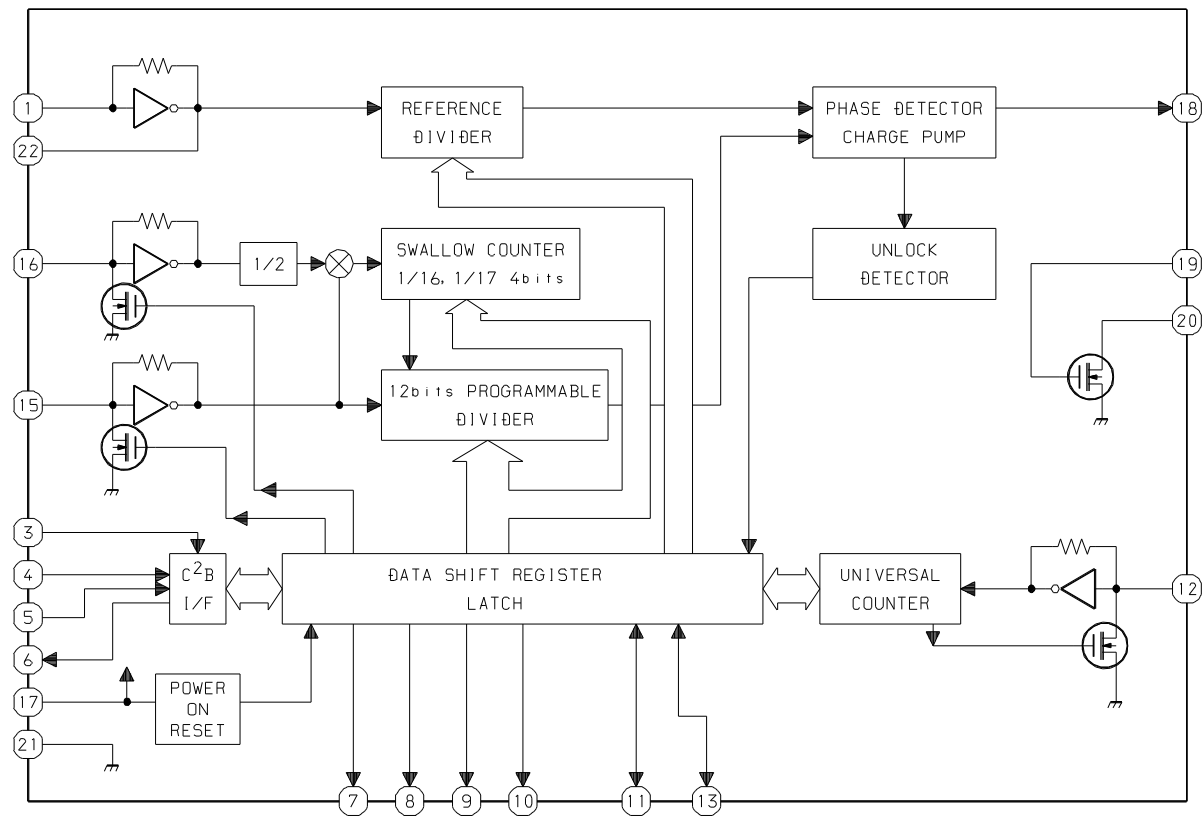 1
REFERENCE
DIVIDER
PHASE DETECTOR
CHARGE PUMP
18
22
16
1/2
SWALLOW COUNTER
1/16, 1/17 4bits
UNLOCK
DETECTOR
19
20
15
12bits PROGRAMMABLE
DIVIDER
3
4
5
6
C²B
I/F
DATA SHIFT REGISTER
LATCH
UNIVERSAL
COUNTER
12
17
POWER
ON
RESET
21
7
8
9
10
11
13